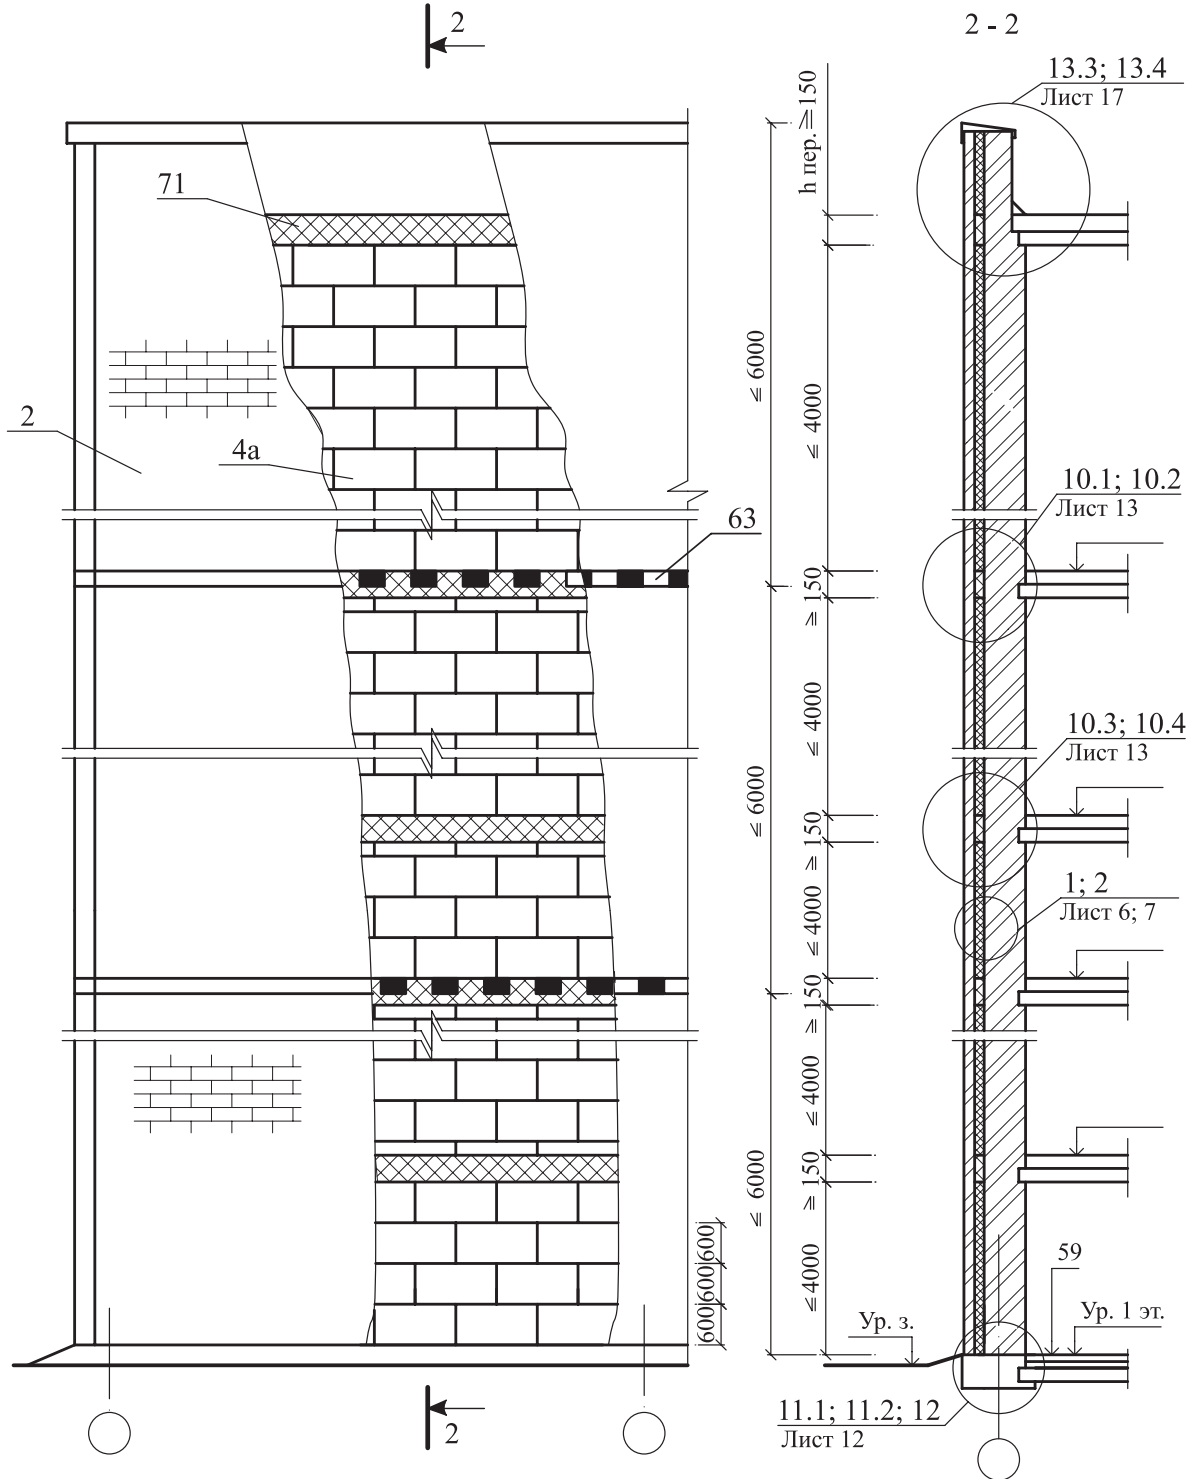 2
2 - 2
13.3; 13.4
Лист 17
h пер. ≥ 150
71
≤ 6000
≤ 4000
2
4а
10.1; 10.2
Лист 13
63
≥ 150
≤ 4000
10.3; 10.4
Лист 13
≤ 6000
≥ 150
1; 2
Лист 6; 7
≤ 4000
≥ 150
≤ 4000
≥ 150
≤ 6000
600
600
600
≤4000
59
Ур. з.
Ур. 1 эт.
11.1; 11.2; 12
Лист 12
2